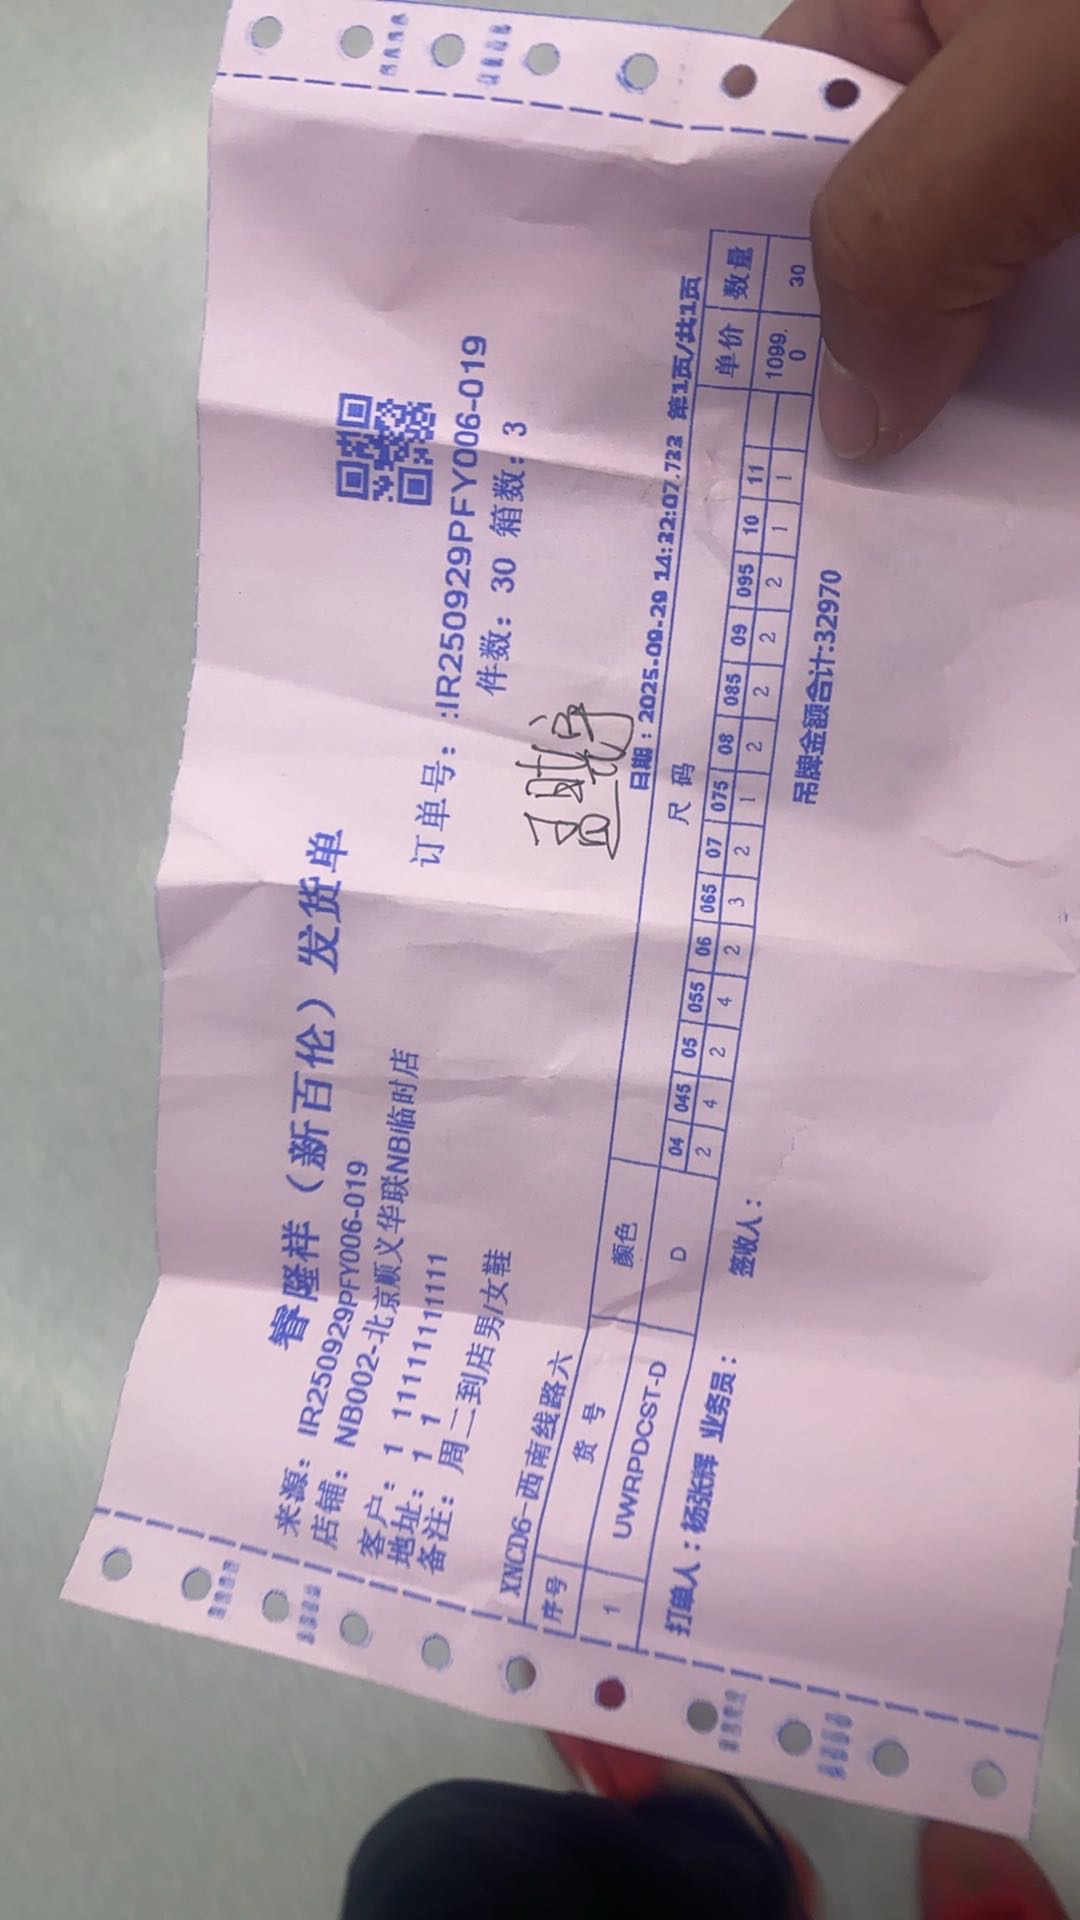 睿隆样（新百伦）发货单
来源：IR250929PFY006-019
店铺：NB002-北京顺义华联NB临时店
订单号：:IR250929PFY006-019
客户：1 11111111111
件数：30 箱数：3
地址：1 1
备注：周二到店男/女鞋
XNCD6-西南线路六
日期：2025-09-29 14:22:07.722 第1页/共1页
序号 货号 颜色 尺码 单价 数量
04 045 05 055 06 065 07 075 08 085 09 095 10 11
1 UWRPDCST-D D 2 4 2 4 2 3 2 1 2 2 2 2 1 1 1099.0 30
打单人：杨张辉 业务员： 签收人： 吊牌金额合计:32970